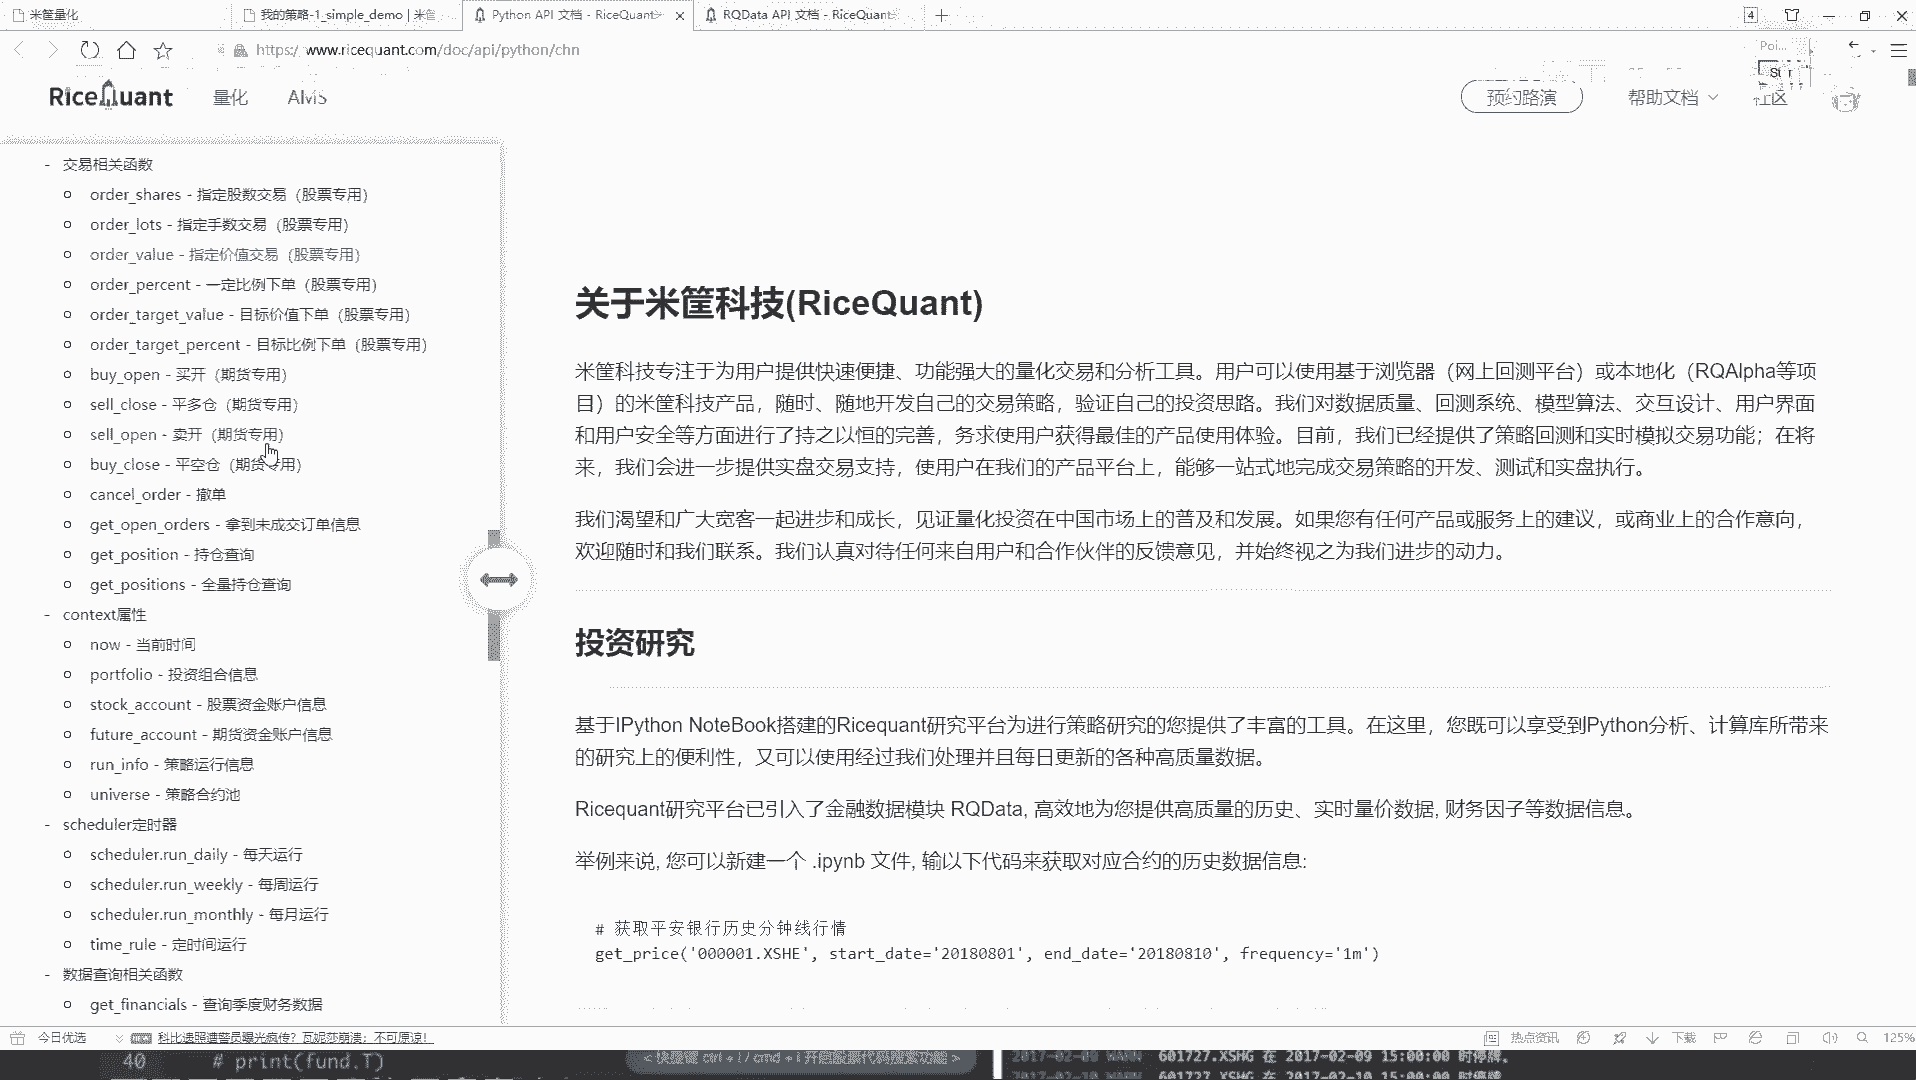 米筐量化
我的策略-1_simple_demo | 米筐
Python API 文档 - RiceQuant
RQData API 文档 - RiceQuant
4
https://www.ricequant.com/doc/api/python/chn
RiceQuant
量化
AMS
预约路演
帮助文档
- 交易相关函数
order_shares - 指定股数交易（股票专用）
order_lots - 指定手数交易（股票专用）
order_value - 指定价值交易（股票专用）
order_percent - 一定比例下单（股票专用）
order_target_value - 目标价值下单（股票专用）
order_target_percent - 目标比例下单（股票专用）
buy_open - 买开（期货专用）
sell_close - 平多仓（期货专用）
sell_open - 卖开（期货专用）
buy_close - 平空仓（期货专用）
cancel_order - 撤单
get_open_orders - 拿到未成交订单信息
get_position - 持仓查询
get_positions - 全量持仓查询
- context属性
now - 当前时间
portfolio - 投资组合信息
stock_account - 股票资金账户信息
future_account - 期货资金账户信息
run_info - 策略运行信息
universe - 策略合约池
- scheduler定时器
scheduler.run_daily - 每天运行
scheduler.run_weekly - 每周运行
scheduler.run_monthly - 每月运行
time_rule - 定时间运行
- 数据查询相关函数
get_financials - 查询季度财务数据
关于米筐科技(RiceQuant)
米筐科技专注于为用户提供快速便捷、功能强大的量化交易和分析工具。用户可以使用基于浏览器（网上回测平台）或本地化（RQAlpha等项
目）的米筐科技产品，随时、随地开发自己的交易策略，验证自己的投资思路。我们对数据质量、回测系统、模型算法、交互设计、用户界面
和用户安全等方面进行了持之以恒的完善，务求使用户获得最佳的产品使用体验。目前，我们已经提供了策略回测和实时模拟交易功能；在将
来，我们会进一步提供实盘交易支持，使用户在我们的产品平台上，能够一站式地完成交易策略的开发、测试和实盘执行。
我们渴望和广大宽客一起进步和成长，见证量化投资在中国市场上的普及和发展。如果您有任何产品或服务上的建议，或商业上的合作意向，
欢迎随时和我们联系。我们认真对待任何来自用户和合作伙伴的反馈意见，并始终视之为我们进步的动力。
投资研究
基于IPython NoteBook搭建的Ricequant研究平台为进行策略研究的您提供了丰富的工具。在这里，您既可以享受到Python分析、计算库所带来
的研究上的便利性，又可以使用经过我们处理并且每日更新的各种高质量数据。
Ricequant研究平台已引入了金融数据模块 RQData, 高效地为您提供高质量的历史、实时量价数据, 财务因子等数据信息。
举例来说, 您可以新建一个 .ipynb 文件, 输以下代码来获取对应合约的历史数据信息:
# 获取平安银行历史分钟线行情
get_price('000001.XSHE', start_date='20180801', end_date='20180810', frequency='1m')
今日优选
科比遗照遭警员曝光疯传？瓦妮莎崩溃：不可原谅！
热点资讯
下载
125%
40 # print(fund.T)
<快捷键 ctrl + i / cmd + i 开启股票代码搜索功能>
601727.XSHG 在 2017-02-09 15:00:00 时停牌。
2017-02-10 WARN 601727.XSHG 在 2017-02-10 15:00:00 时停牌。